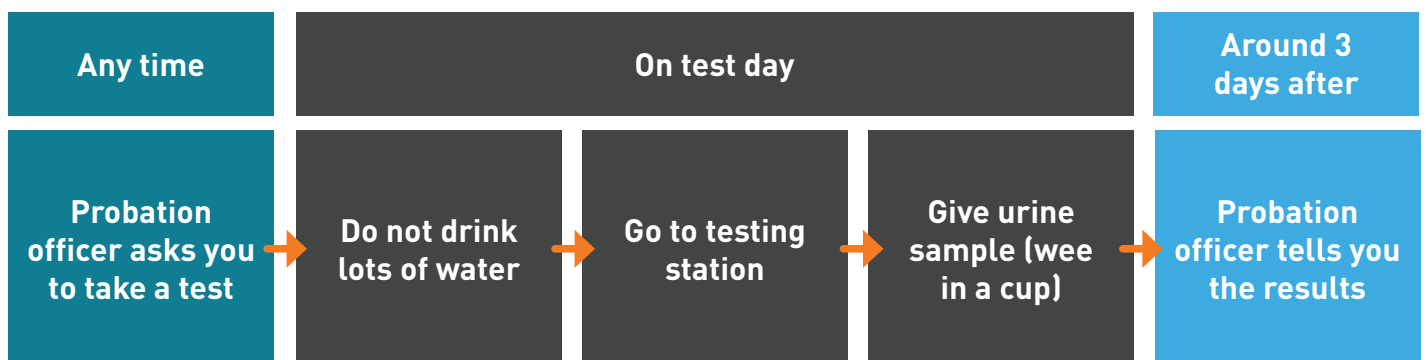 Any time
On test day
Around 3
days after
Probation
officer asks you
to take a test
Do not drink
lots of water
Go to testing
station
Give urine
sample (wee
in a cup)
Probation
officer tells you
the results